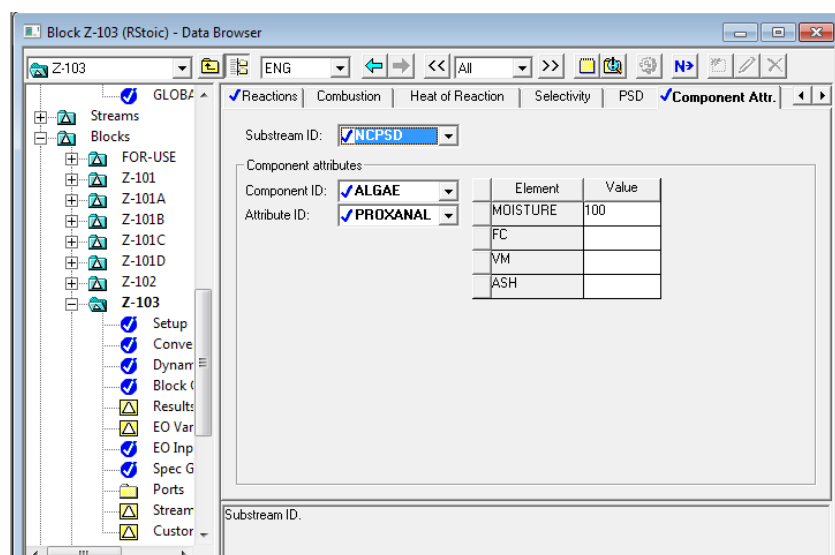 Block Z-103 (RStoic) - Data Browser
Z-103 ENG << All >> N>
GLOBA
Streams
Blocks
FOR-USE
Z-101
Z-101A
Z-101B
Z-101C
Z-101D
Z-102
Z-103
Setup
Conve
Dynam
Block
Results
EO Var
EO Inp
Spec G
Ports
Stream
Custor
Reactions Combustion Heat of Reaction Selectivity PSD Component Attr.
Substream ID: NCPSD
Component attributes
Component ID: ALGAE
Attribute ID: PROXANAL
Element Value
MOISTURE 100
FC
VM
ASH
Substream ID.